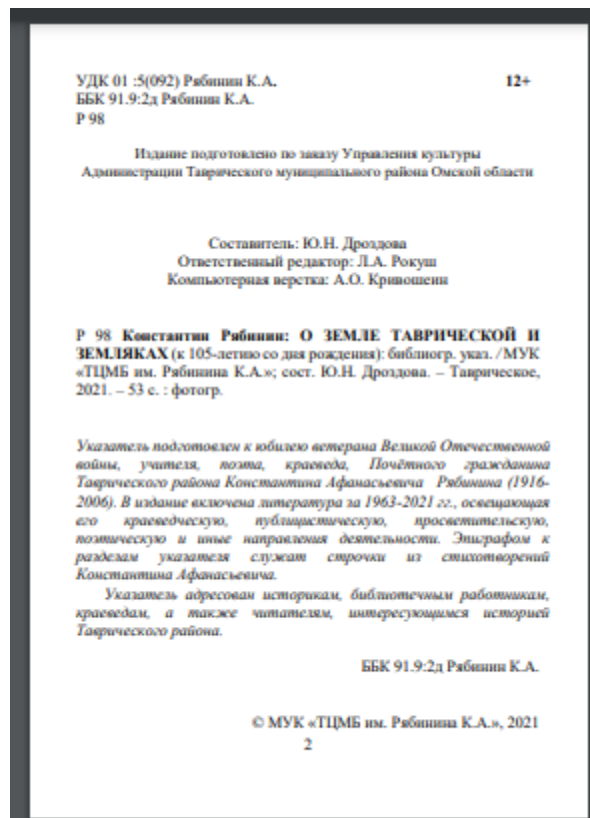 УДК 01 :5(092) Рябинин К.А. 12+
ББК 91.9:2д Рябинин К.А.
Р 98
Издание подготовлено по заказу Управления культуры
Администрации Таврического муниципального района Омской области
Составитель: Ю.Н. Дроздова
Ответственный редактор: Л.А. Рокуш
Компьютерная верстка: А.О. Кривошеин
Р 98 Константин Рябинин: О ЗЕМЛЕ ТАВРИЧЕСКОЙ И
ЗЕМЛЯКАХ (к 105-летию со дня рождения): библиогр. указ. /МУК
«ТЦМБ им. Рябинина К.А.»; сост. Ю.Н. Дроздова. – Таврическое,
2021. – 53 с. : фотогр.
Указатель подготовлен к юбилею ветерана Великой Отечественной
войны, учителя, поэта, краеведа, Почётного гражданина
Таврического района Константина Афанасьевича Рябинина (1916-
2006). В издание включена литература за 1963-2021 гг., освещающая
его краеведческую, публицистическую, просветительскую,
поэтическую и иные направления деятельности. Эпиграфом к
разделам указателя служат строчки из стихотворений
Константина Афанасьевича.
Указатель адресован историкам, библиотечным работникам,
краеведам, а также читателям, интересующимся историей
Таврического района.
ББК 91.9:2д Рябинин К.А.
© МУК «ТЦМБ им. Рябинина К.А.», 2021
2